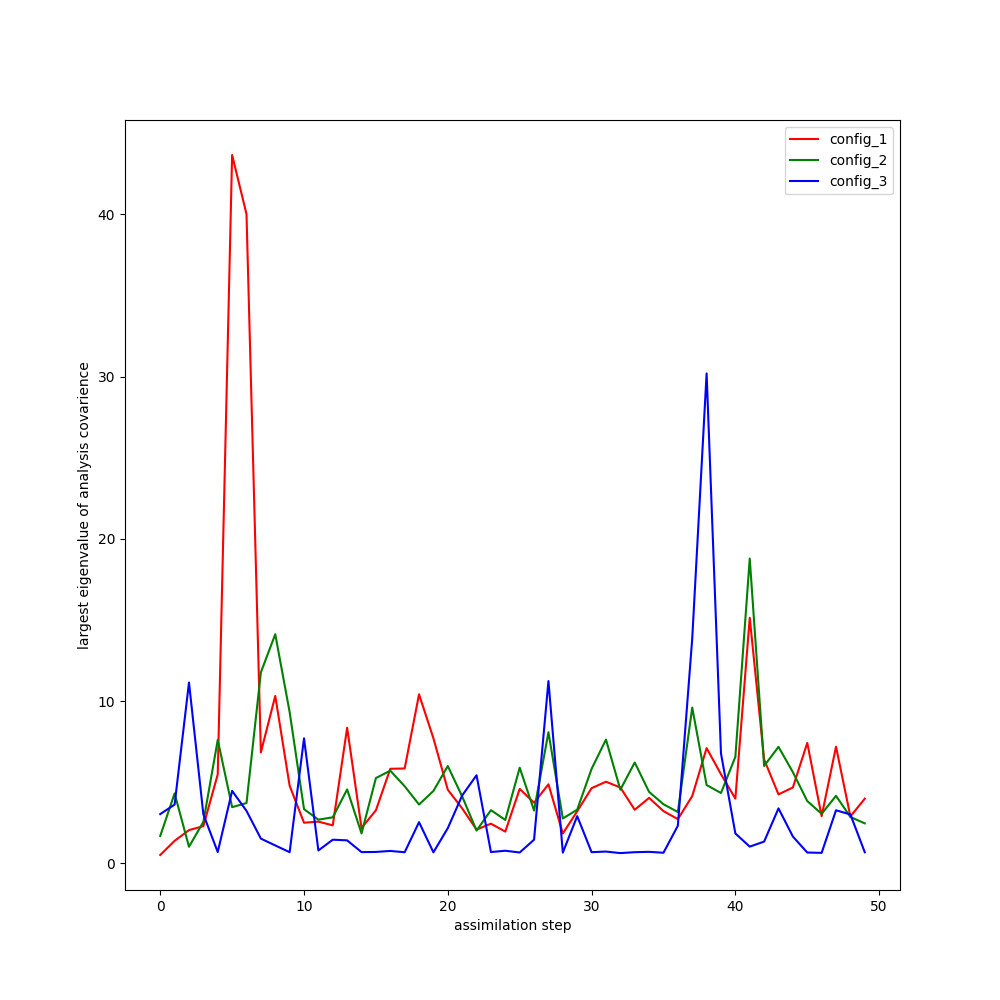 config_1
config_2
config_3
largest eigenvalue of analysis covarience
40
30
20
10
0
0 10 20 30 40 50
assimilation step